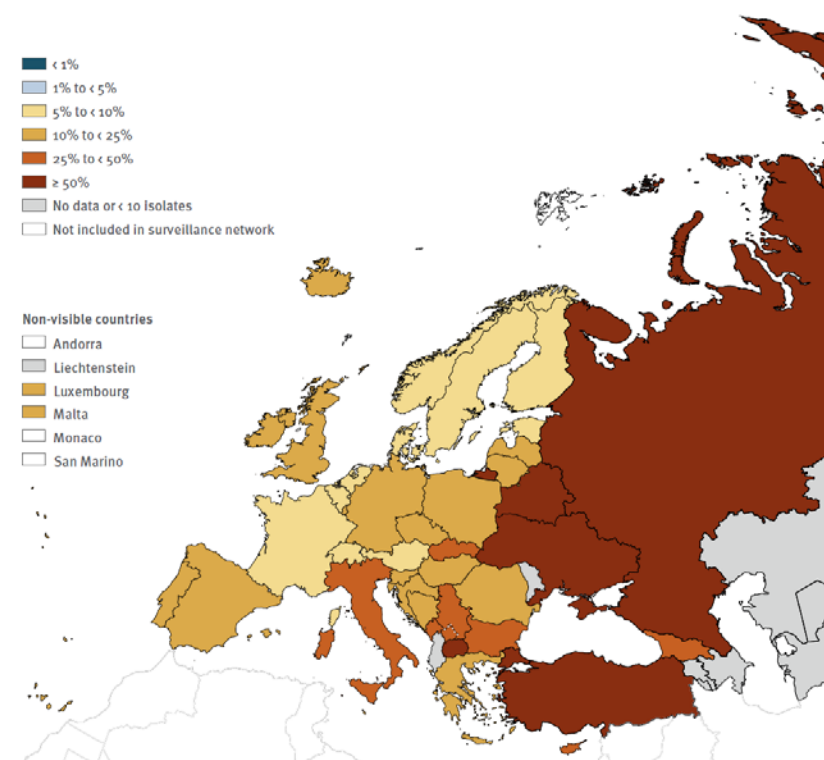 < 1%
1% to < 5%
5% to < 10%
10% to < 25%
25% to < 50%
≥ 50%
No data or < 10 isolates
Not included in surveillance network
Non-visible countries
Andorra
Liechtenstein
Luxembourg
Malta
Monaco
San Marino